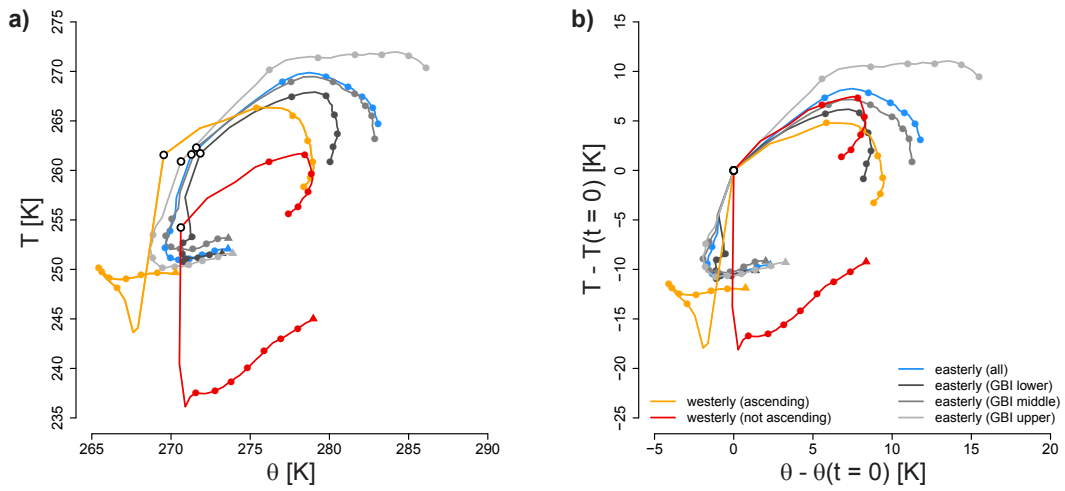 a)
T [K]
275
270
265
260
255
250
245
240
235
265
270
275
280
285
290
θ [K]
b)
T - T(t = 0) [K]
15
10
5
0
−5
−10
−15
−20
−25
westerly (ascending)
westerly (not ascending)
easterly (all)
easterly (GBI lower)
easterly (GBI middle)
easterly (GBI upper)
−5
0
5
10
15
20
θ - θ(t = 0) [K]